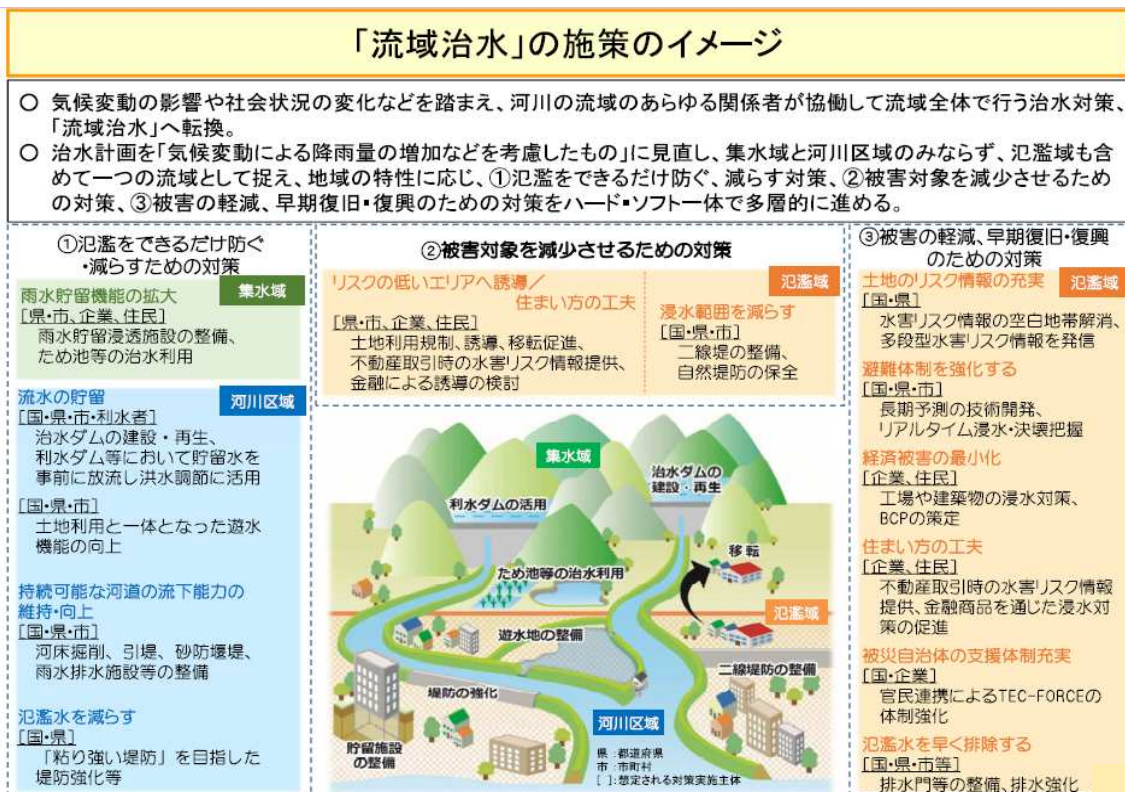 「流域治水」の施策のイメージ
○ 気候変動の影響や社会状況の変化などを踏まえ、河川の流域のあらゆる関係者が協働して流域全体で行う治水対策、
「流域治水」へ転換。
○ 治水計画を「気候変動による降雨量の増加などを考慮したもの」に見直し、集水域と河川区域のみならず、氾濫域も含
めて一つの流域として捉え、地域の特性に応じ、①氾濫をできるだけ防ぐ、減らす対策、②被害対象を減少させるため
の対策、③被害の軽減、早期復旧・復興のための対策をハード・ソフト一体で多層的に進める。
①氾濫をできるだけ防ぐ
・減らすための対策
集水域
雨水貯留機能の拡大
[県・市、企業、住民]
雨水貯留浸透施設の整備、
ため池等の治水利用
流水の貯留
河川区域
[国・県・市・利水者]
治水ダムの建設・再生、
利水ダム等において貯留水を
事前に放流し洪水調節に活用
[国・県・市]
土地利用と一体となった遊水
機能の向上
持続可能な河道の流下能力の
維持・向上
[国・県・市]
河床掘削、引堤、砂防堰堤、
雨水排水施設等の整備
氾濫水を減らす
[国・県]
「粘り強い堤防」を目指した
堤防強化等
②被害対象を減少させるための対策
リスクの低いエリアへ誘導／
住まい方の工夫
[県・市、企業、住民]
土地利用規制、誘導、移転促進、
不動産取引時の水害リスク情報提供、
金融による誘導の検討
氾濫域
浸水範囲を減らす
[国・県・市]
二線堤の整備、
自然堤防の保全
集水域
治水ダムの
建設・再生
利水ダムの活用
移転
ため池等の治水利用
氾濫域
遊水地の整備
二線堤防の整備
堤防の強化
河川区域
貯留施設
の整備
県：都道府県
市：市町村
[ ]：想定される対策実施主体
③被害の軽減、早期復旧・復興
のための対策
土地のリスク情報の充実
氾濫域
[国・県]
水害リスク情報の空白地帯解消、
多段型水害リスク情報を発信
避難体制を強化する
[国・県・市]
長期予測の技術開発、
リアルタイム浸水・決壊把握
経済被害の最小化
[企業、住民]
工場や建築物の浸水対策、
BCPの策定
住まい方の工夫
[企業、住民]
不動産取引時の水害リスク情報
提供、金融商品を通じた浸水対
策の促進
被災自治体の支援体制充実
[国・企業]
官民連携によるTEC-FORCEの
体制強化
氾濫水を早く排除する
[国・県・市等]
排水門等の整備、排水強化